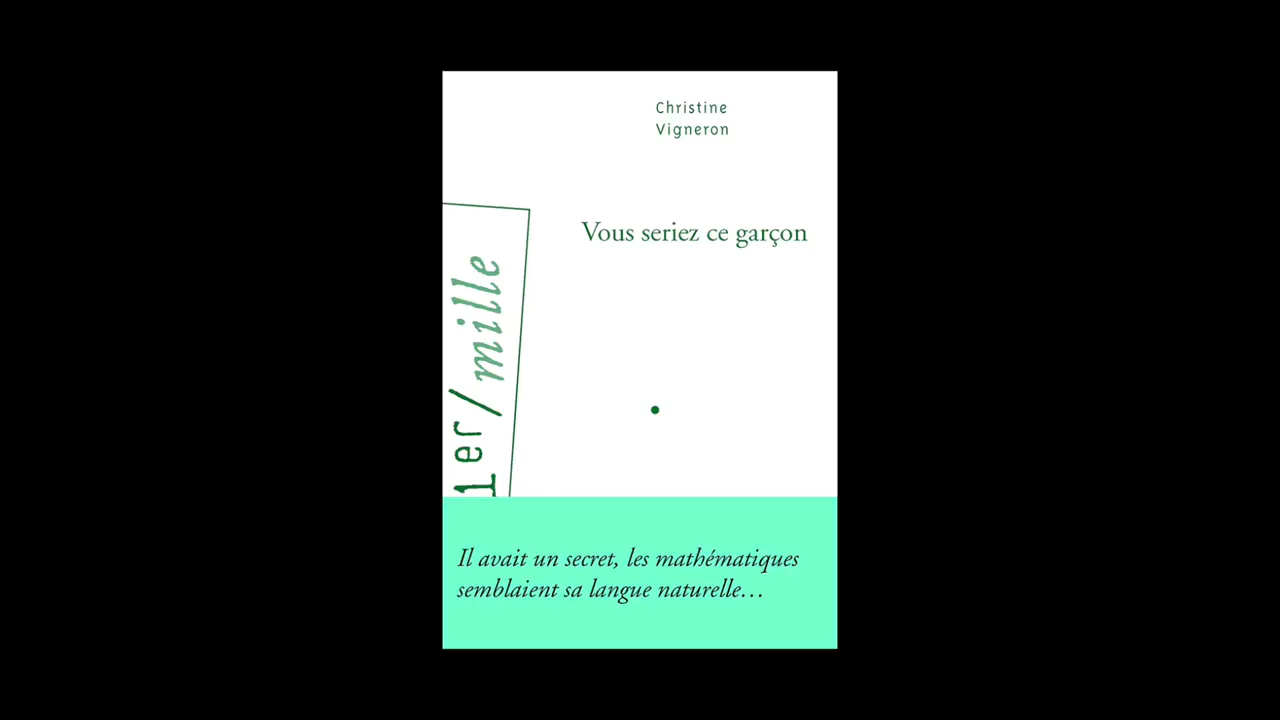 Christine
Vigneron
Vous seriez ce garçon
1er/mille
Il avait un secret, les mathématiques
semblaient sa langue naturelle…